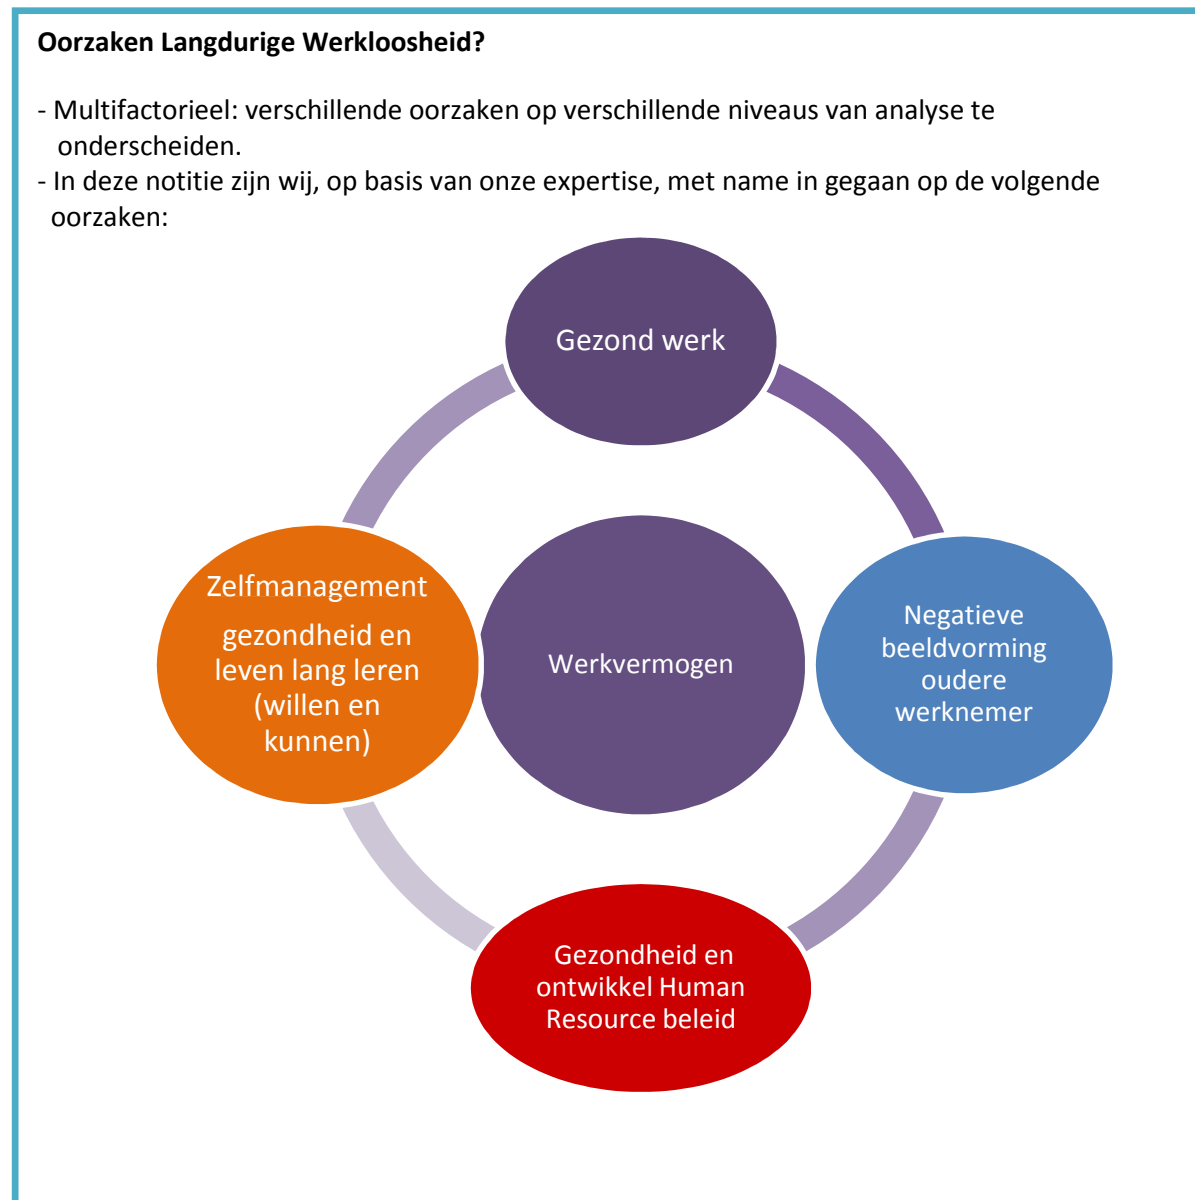 Oorzaken Langdurige Werkloosheid?
- Multifactorieel: verschillende oorzaken op verschillende niveaus van analyse te
onderscheiden.
- In deze notitie zijn wij, op basis van onze expertise, met name in gegaan op de volgende
oorzaken:
Gezond werk
Zelfmanagement
gezondheid en
leven lang leren
(willen en
kunnen)
Werkvermogen
Negatieve
beeldvorming
oudere
werknemer
Gezondheid en
ontwikkel Human
Resource beleid